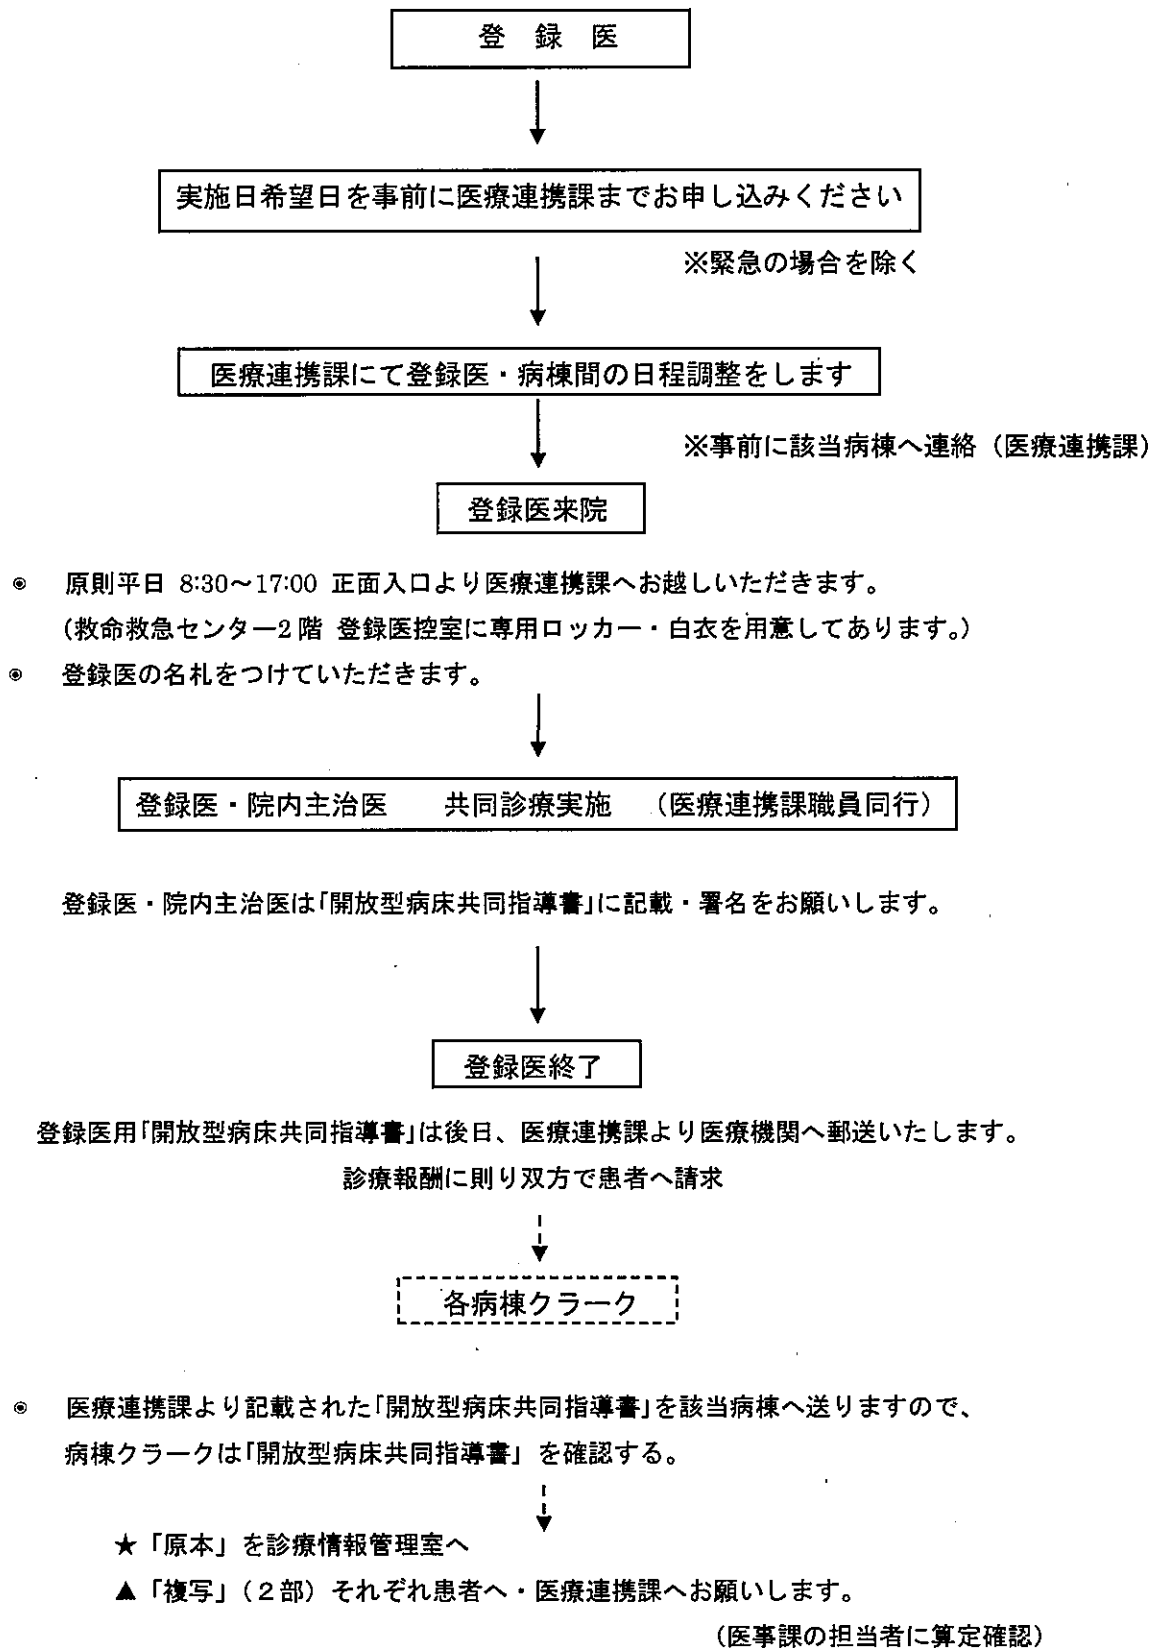 登 録 医
実施日希望日を事前に医療連携課までお申し込みください
※緊急の場合を除く
医療連携課にて登録医・病棟間の日程調整をします
※事前に該当病棟へ連絡（医療連携課）
登録医来院
◉ 原則平日 8:30～17:00 正面入口より医療連携課へお越しいただきます。
(救命救急センター2階 登録医控室に専用ロッカー・白衣を用意してあります。)
◉ 登録医の名札をつけていただきます。
登録医・院内主治医 共同診療実施 （医療連携課職員同行）
登録医・院内主治医は「開放型病床共同指導書」に記載・署名をお願いします。
登録医終了
登録医用「開放型病床共同指導書」は後日、医療連携課より医療機関へ郵送いたします。
診療報酬に則り双方で患者へ請求
各病棟クラーク
◉ 医療連携課より記載された「開放型病床共同指導書」を該当病棟へ送りますので、
病棟クラークは「開放型病床共同指導書」を確認する。
★「原本」を診療情報管理室へ
▲「複写」（２部）それぞれ患者へ・医療連携課へお願いします。
（医事課の担当者に算定確認）